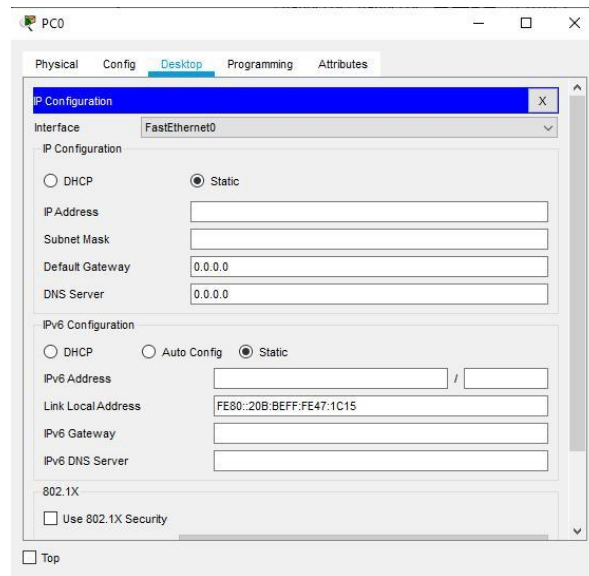 PC0
Physical Config Desktop Programming Attributes
IP Configuration X
Interface FastEthernet0
IP Configuration
DHCP Static
IP Address
Subnet Mask
Default Gateway 0.0.0.0
DNS Server 0.0.0.0
IPv6 Configuration
DHCP Auto Config Static
IPv6 Address /
Link Local Address FE80::20B:BEFF:FE47:1C15
IPv6 Gateway
IPv6 DNS Server
802.1X
Use 802.1X Security
Top